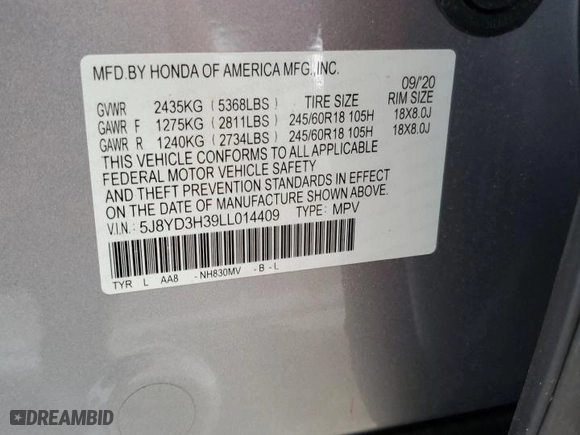 MFD.BY HONDA OF AMERICA MFG.,INC.
09/20
GVWR 2435KG (5368LBS) TIRE SIZE RIM SIZE
GAWR F 1275KG (2811LBS) 245/60R18 105H 18X8.0J
GAWR R 1240KG (2734LBS) 245/60R18 105H 18X8.0J
THIS VEHICLE CONFORMS TO ALL APPLICABLE
FEDERAL MOTOR VEHICLE SAFETY
AND THEFT PREVENTION STANDARDS IN EFFECT
ON THE DATE OF MANUFACTURE SHOWN ABOVE.
V.I.N.: 5J8YD3H39LL014409 TYPE: MPV
TYR L AA8 -NH830MV -B-L
DREAMBID